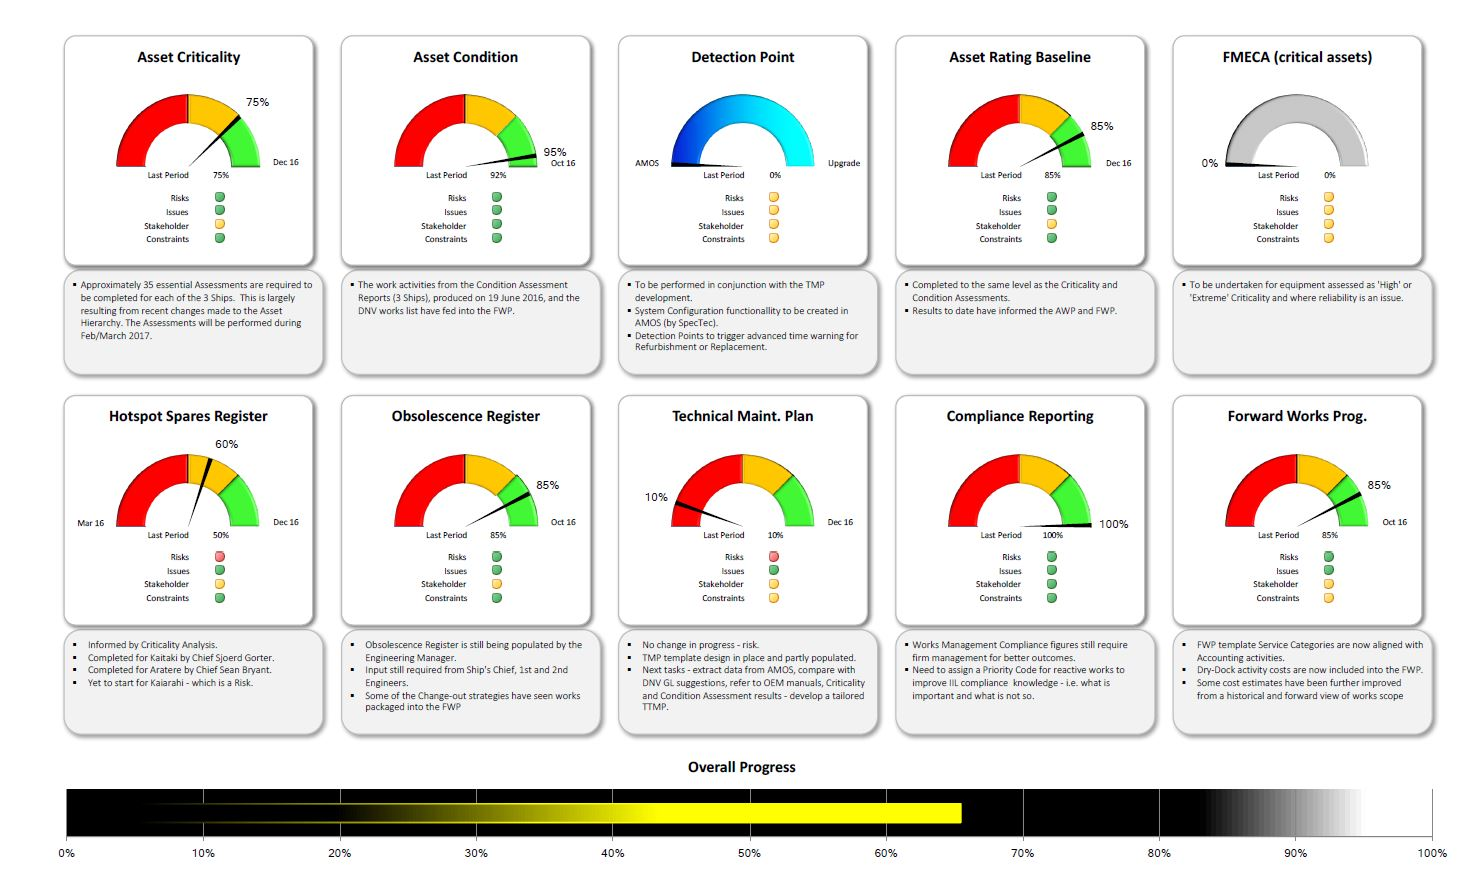 Asset Criticality
75%
Dec 16
Last Period 75%
Risks
Issues
Stakeholder
Constraints
▪ Approximately 35 essential Assessments are required to
be completed for each of the 3 Ships. This is largely
resulting from recent changes made to the Asset
Hierarchy. The Assessments will be performed during
Feb/March 2017.
Asset Condition
95%
Oct 16
Last Period 92%
Risks
Issues
Stakeholder
Constraints
▪ The work activities from the Condition Assessment
Reports (3 Ships), produced on 19 June 2016, and the
DNV works list have fed into the FWP.
Detection Point
AMOS
Upgrade
Last Period 0%
Risks
Issues
Stakeholder
Constraints
▪ To be performed in conjunction with the TMP
development.
▪ System Configuration functionallity to be created in
AMOS (by SpecTec).
▪ Detection Points to trigger advanced time warning for
Refurbishment or Replacement.
Asset Rating Baseline
85%
Dec 16
Last Period 85%
Risks
Issues
Stakeholder
Constraints
▪ Completed to the same level as the Criticality and
Condition Assessments.
▪ Results to date have informed the AWP and FWP.
FMECA (critical assets)
0%
Last Period 0%
Risks
Issues
Stakeholder
Constraints
▪ To be undertaken for equipment assessed as 'High' or
'Extreme' Criticality and where reliability is an issue.
Hotspot Spares Register
60%
Mar 16
Dec 16
Last Period 50%
Risks
Issues
Stakeholder
Constraints
▪ Informed by Criticality Analysis.
▪ Completed for Kaitaki by Chief Sjoerd Gorter.
▪ Completed for Aratere by Chief Sean Bryant.
▪ Yet to start for Kaiarahi - which is a Risk.
Obsolescence Register
85%
Oct 16
Last Period 85%
Risks
Issues
Stakeholder
Constraints
▪ Obsolescence Register is still being populated by the
Engineering Manager.
▪ Input still required from Ship's Chief, 1st and 2nd
Engineers.
▪ Some of the Change-out strategies have seen works
packaged into the FWP
Technical Maint. Plan
10%
Dec 16
Last Period 10%
Risks
Issues
Stakeholder
Constraints
▪ No change in progress - risk.
▪ TMP template design in place and partly populated.
▪ Next tasks - extract data from AMOS, compare with
DNV GL suggestions, refer to OEM manuals, Criticality
and Condition Assessment results - develop a tailored
TTMP.
Compliance Reporting
100%
Last Period 100%
Risks
Issues
Stakeholder
Constraints
▪ Works Management Compliance figures still require
firm management for better outcomes.
▪ Need to assign a Priority Code for reactive works to
improve IIL compliance knowledge - i.e. what is
important and what is not so.
Forward Works Prog.
85%
Oct 16
Last Period 85%
Risks
Issues
Stakeholder
Constraints
▪ FWP template Service Categories are now aligned with
Accounting activities.
▪ Dry-Dock activity costs are now included into the FWP.
▪ Some cost estimates have been further improved
from a historical and forward view of works scope
Overall Progress
0% 10% 20% 30% 40% 50% 60% 70% 80% 90% 100%